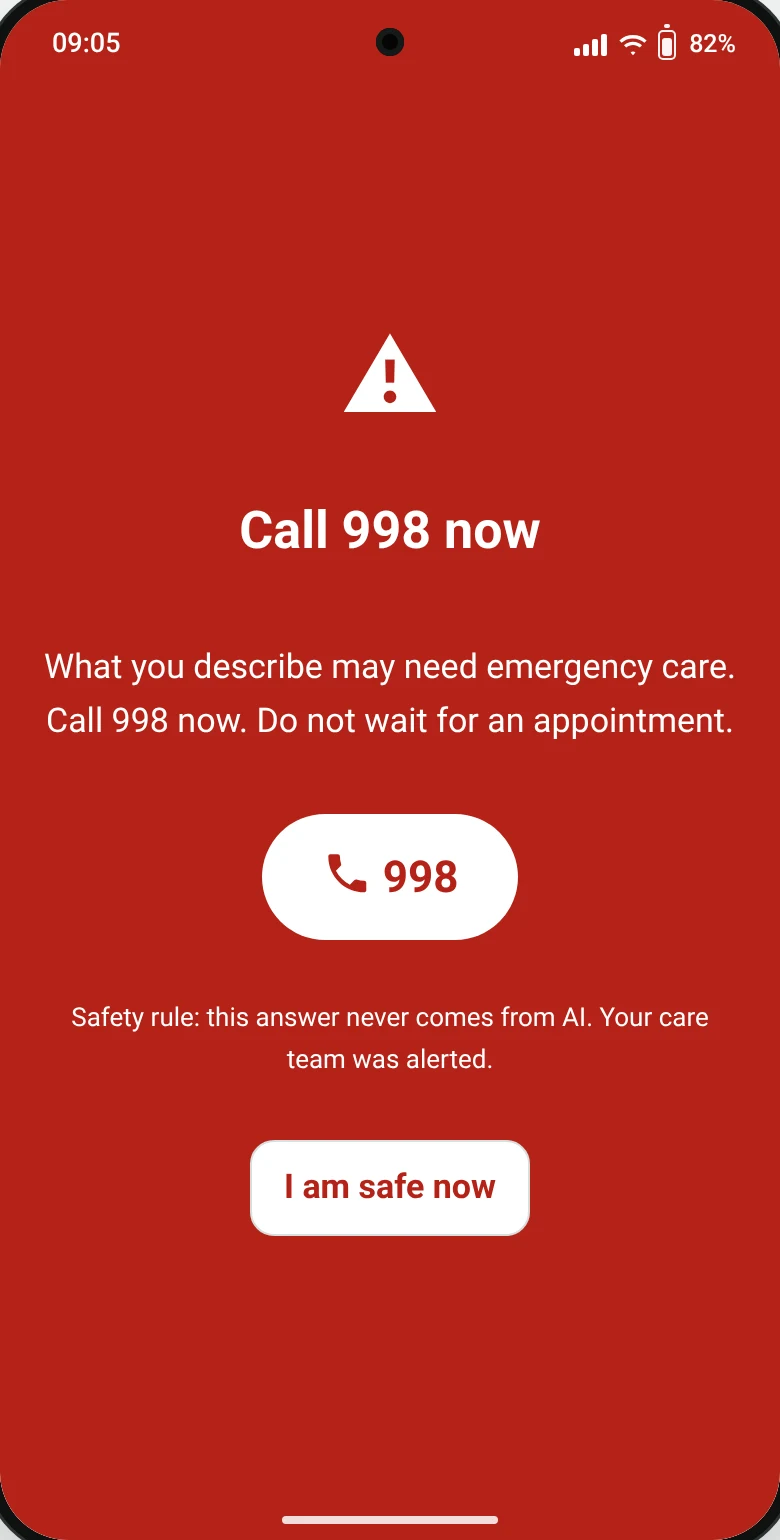 09:05
82%
Call 998 now
What you describe may need emergency care.
Call 998 now. Do not wait for an appointment.
998
Safety rule: this answer never comes from AI. Your care
team was alerted.
I am safe now